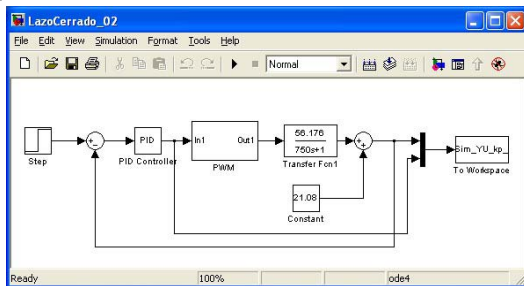 LazoCerrado_02
File Edit View Simulation Format Tools Help
Normal
Step
PID
PID Controller
In1 Out1
PWM
56.176
750s+1
Transfer Fcn1
21.08
Constant
Sim_YU_kp_
To Workspace
Ready 100% ode4